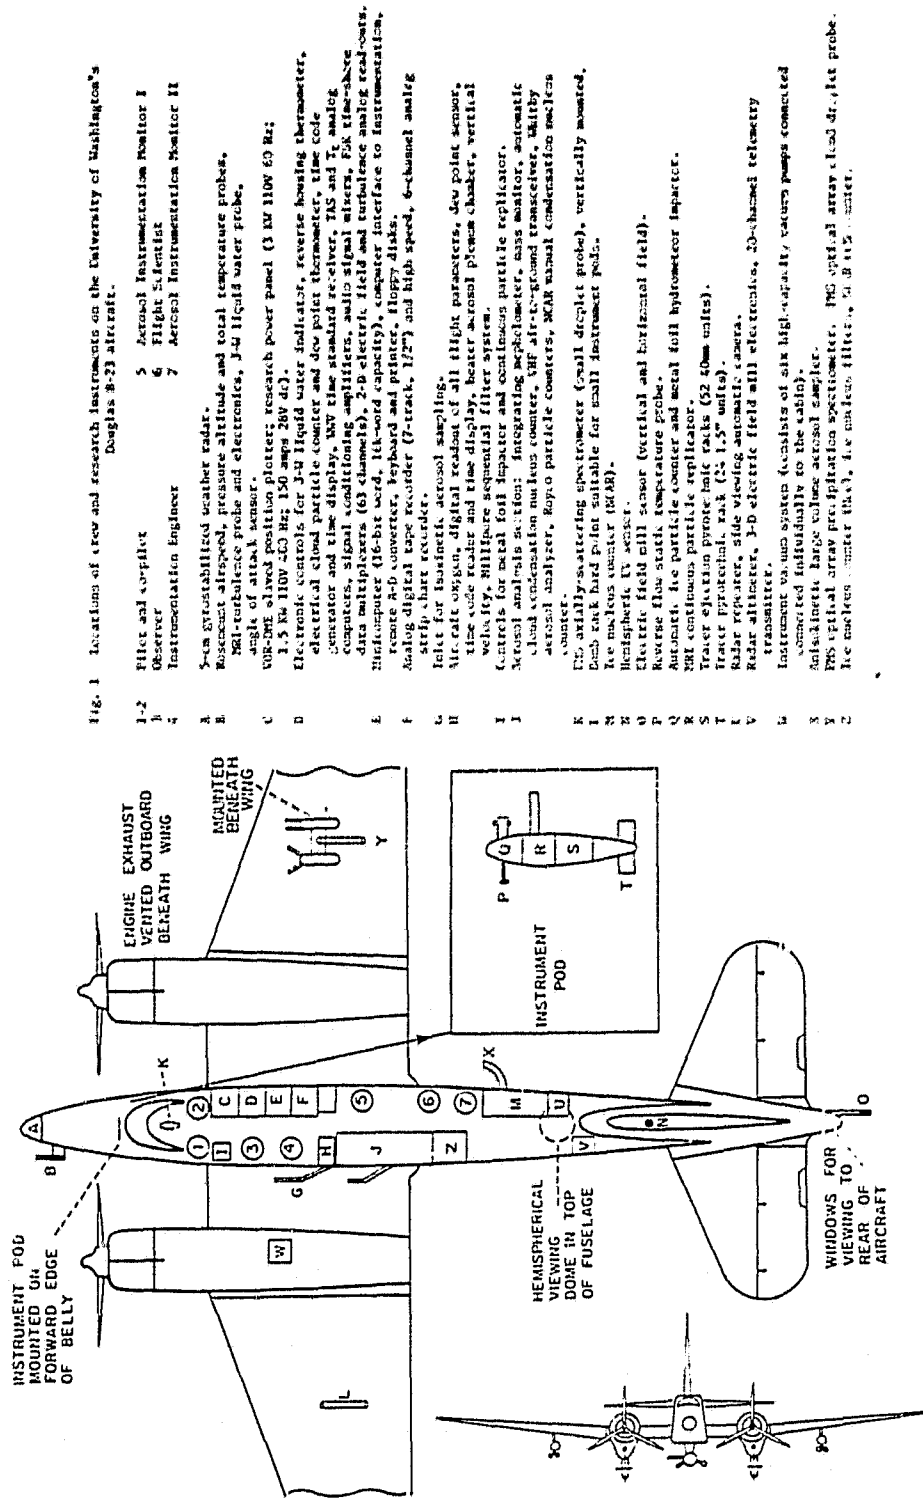 Fig. 1 Locations of crew and research instruments on the University of Washington's
Douglas B-23 aircraft.
1-2 Pilot and co-pilot
3 Observer
4 Instrumentation Engineer
5 Aerosol Instrumentation Monitor I
6 Flight Scientist
7 Aerosol Instrumentation Monitor II
A 5-cm gyrostabilized weather radar.
B Rosemont airspeed, pressure altitude and total temperature probes,
MRI-turbulence probe and electronics, J-W liquid water probe,
angle of attack sensor.
C VOR-DME slaved position plotter; research power panel (3 KW 110V 60 Hz;
1.5 KW 110V 400 Hz; 150 amps 28V dc).
D Electronic controls for J-W liquid water indicator, reverse housing thermometer,
electrical cloud particle counter and dew point thermometer, time code
generator and time display, WWV time standard receiver, TAS and T analog
computers, signal conditioning amplifiers, audio signal mixers, FSK time-share
data multiplexers (63 channels), 2-D electric field and turbulence analog read-outs.
E Minicomputer (16-bit word, 16k-word capacity), computer interface to instrumentation,
remote A-D converter, keyboard and printer, floppy disks.
F Analog digital tape recorder (7-track, 1/2") and high speed, 6-channel analog
strip chart recorder.
G Inlet for isokinetic aerosol sampling.
H Aircraft oxygen, digital readout of all flight parameters, dew point sensor,
time code reader and time display, heater aerosol plenum chamber, vertical
velocity, Millipore sequential filter system.
I Controls for metal foil impactor and continuous particle replicator.
J Aerosol analysis section: integrating nephelometer, mass monitor, automatic
cloud condensation nucleus counter, VHF air-to-ground transceiver, Whitby
aerosol analyzer, Royco particle counters, NCAR manual condensation nucleus
counter.
K PMS axially-scattering spectrometer (small droplet probe), vertically mounted.
L Bomb rack hard point suitable for small instrument pods.
M Ice nucleus counter (NCAR).
N Hemispheric UV sensor.
O Electric field mill sensor (vertical and horizontal field).
P Reverse flow static temperature probe.
Q Automatic ice particle counter and metal foil hydrometeor impactor.
R MRI continuous particle replicator.
S Tracer ejection pyrotechnic racks (52 40mm units).
T Tracer pyrotechnic rack (24 1.5" units).
U Radar repeater, side viewing automatic camera.
V Radar altimeter, 3-D electric field mill electronics, 20-channel telemetry
transmitter.
W Instrument vacuum system (consists of six high-capacity vacuum pumps connected
connected individually to the cabin).
X Anisokinetic large volume aerosol sampler.
Y PMS optical array precipitation spectrometer, PMS optical array cloud droplet probe.
Z Ice nucleus counter ice nucleus filters,
INSTRUMENT POD
MOUNTED ON
FORWARD EDGE
OF BELLY
ENGINE EXHAUST
VENTED OUTBOARD
BENEATH WING
MOUNTED
BENEATH
WING
Y
A
B
K
1
2
I
C
3
D
E
4
F
G
H
5
J
6
Z
7
M
X
U
V
N
O
W
L
INSTRUMENT
POD
P
Q
R
S
T
HEMISPHERICAL
VIEWING
DOME IN TOP
OF FUSELAGE
WINDOWS FOR
VIEWING TO
REAR OF
AIRCRAFT